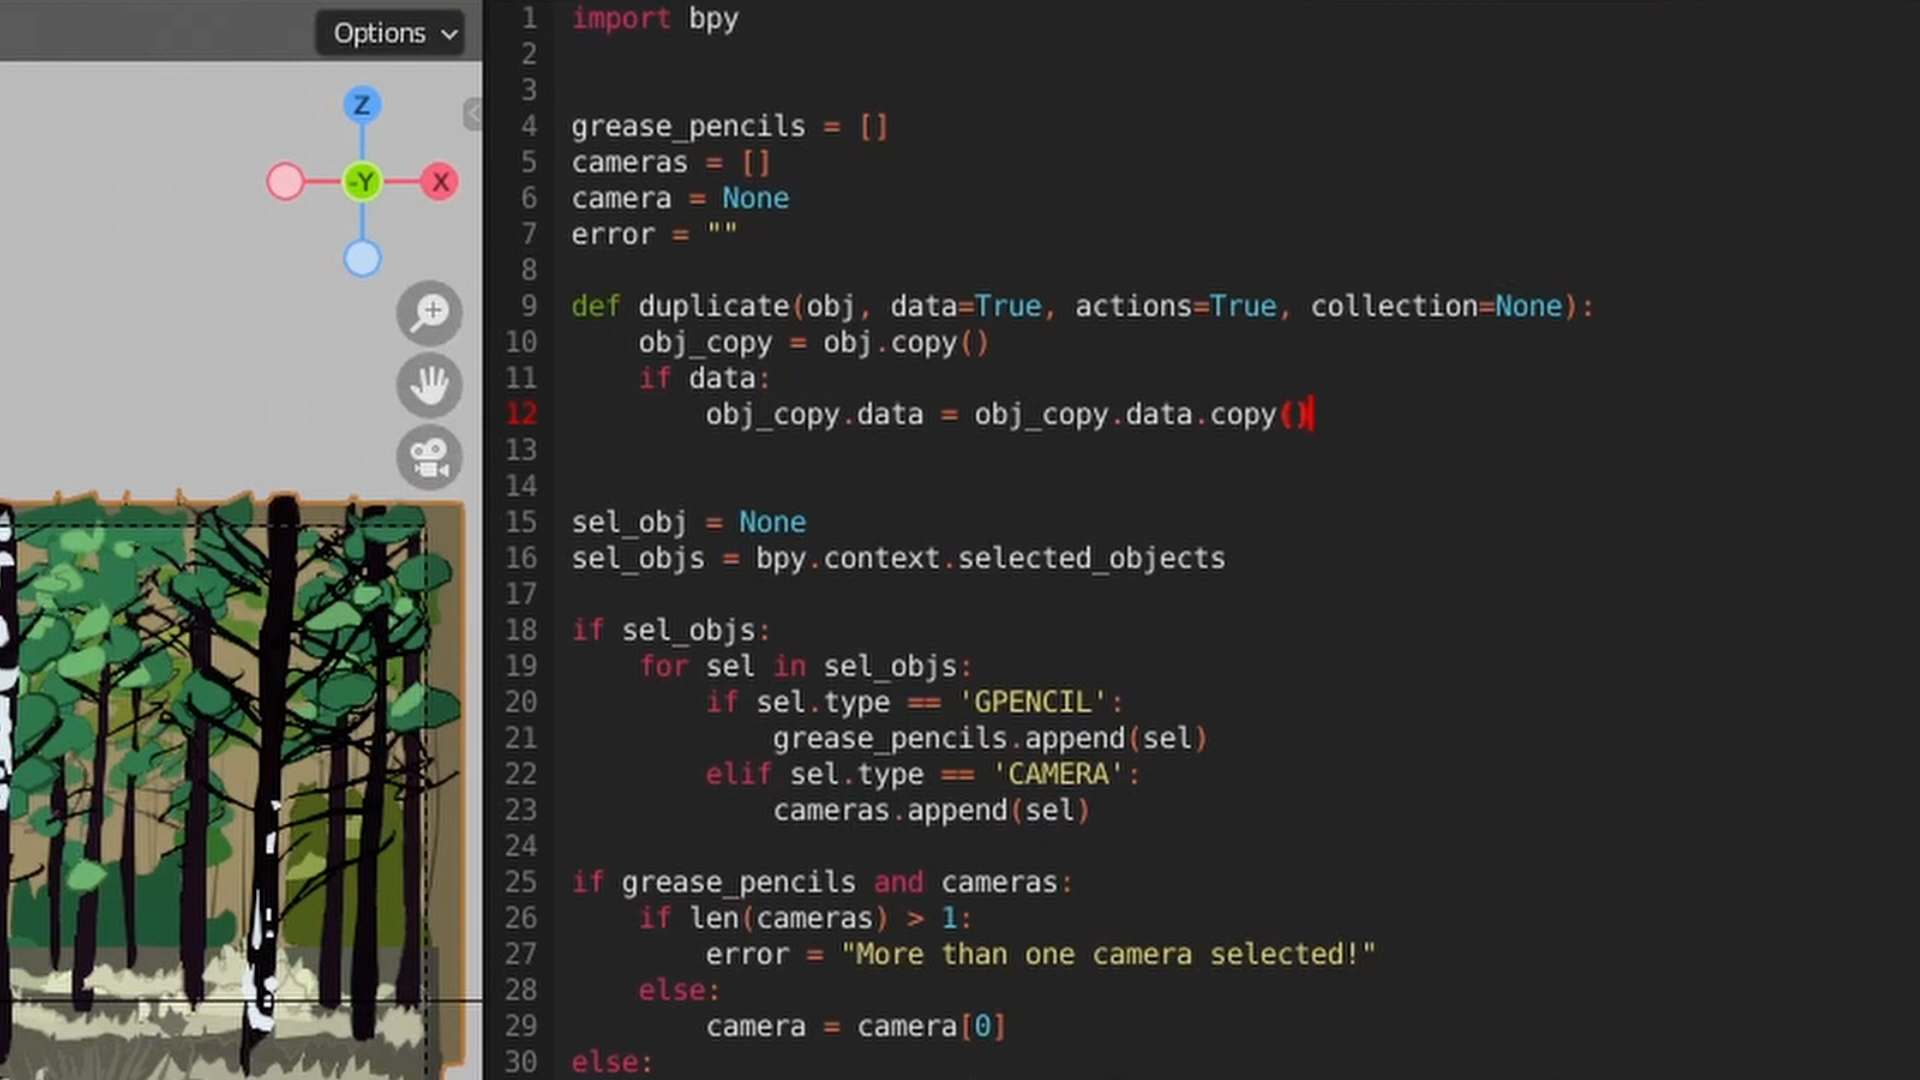 Options
Z
-Y
X
1 import bpy
2
3
4 grease_pencils = []
5 cameras = []
6 camera = None
7 error = ""
8
9 def duplicate(obj, data=True, actions=True, collection=None):
10     obj_copy = obj.copy()
11     if data:
12         obj_copy.data = obj_copy.data.copy()
13
14
15 sel_obj = None
16 sel_objs = bpy.context.selected_objects
17
18 if sel_objs:
19     for sel in sel_objs:
20         if sel.type == 'GPENCIL':
21             grease_pencils.append(sel)
22         elif sel.type == 'CAMERA':
23             cameras.append(sel)
24
25 if grease_pencils and cameras:
26     if len(cameras) > 1:
27         error = "More than one camera selected!"
28     else:
29         camera = camera[0]
30 else: